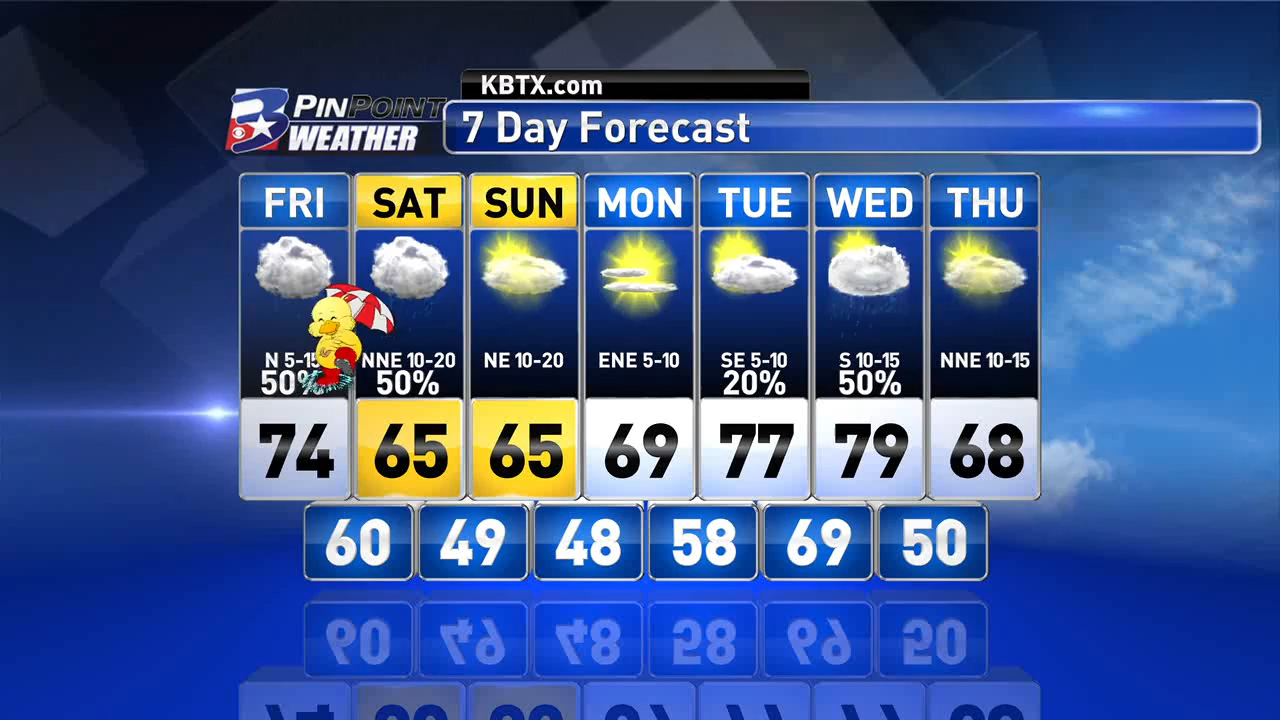 KBTX.com
3 PINPOINT
WEATHER
7 Day Forecast
FRI SAT SUN MON TUE WED THU
N 5-15 NNE 10-20 NE 10-20 ENE 5-10 SE 5-10 S 10-15 NNE 10-15
50% 50% 20% 50%
74 65 65 69 77 79 68
60 49 48 58 69 50